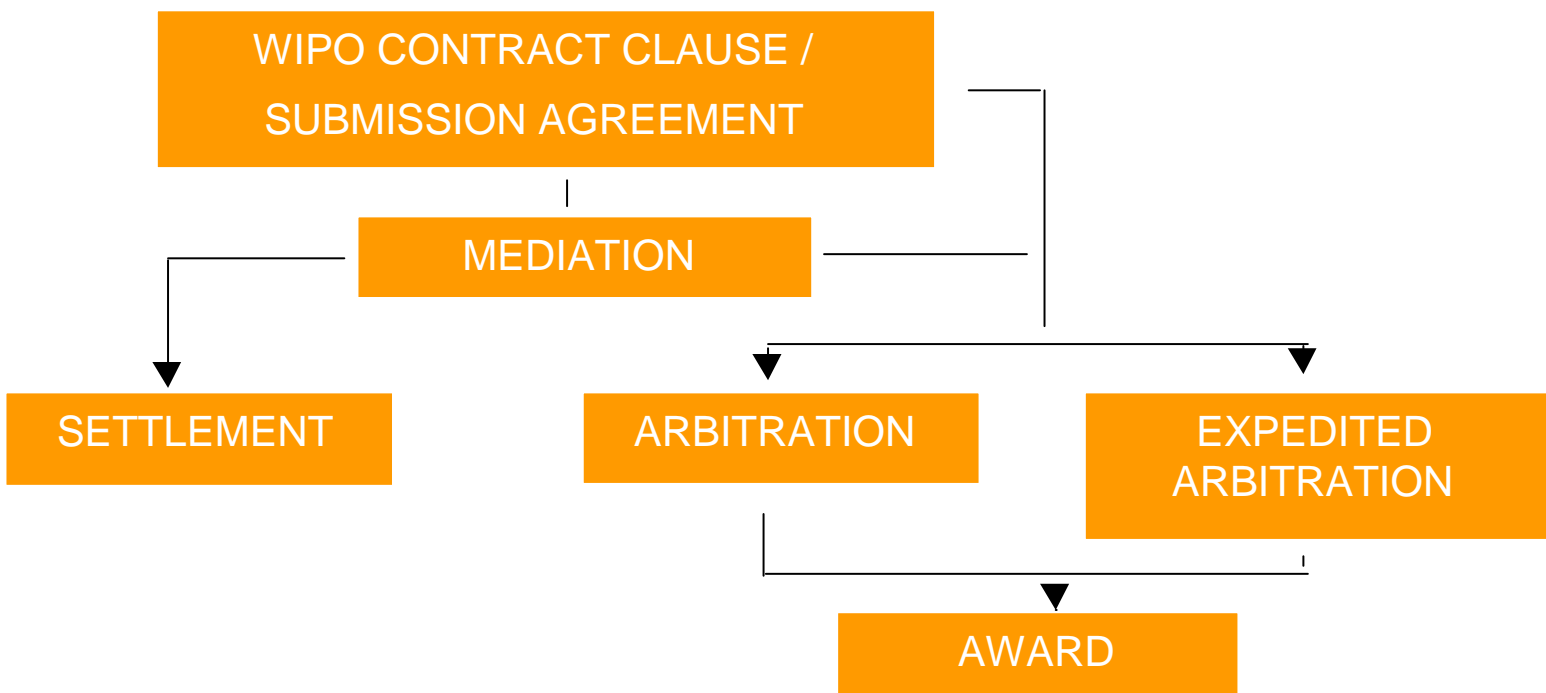 WIPO CONTRACT CLAUSE /
SUBMISSION AGREEMENT
MEDIATION
SETTLEMENT
ARBITRATION
EXPEDITED
ARBITRATION
AWARD